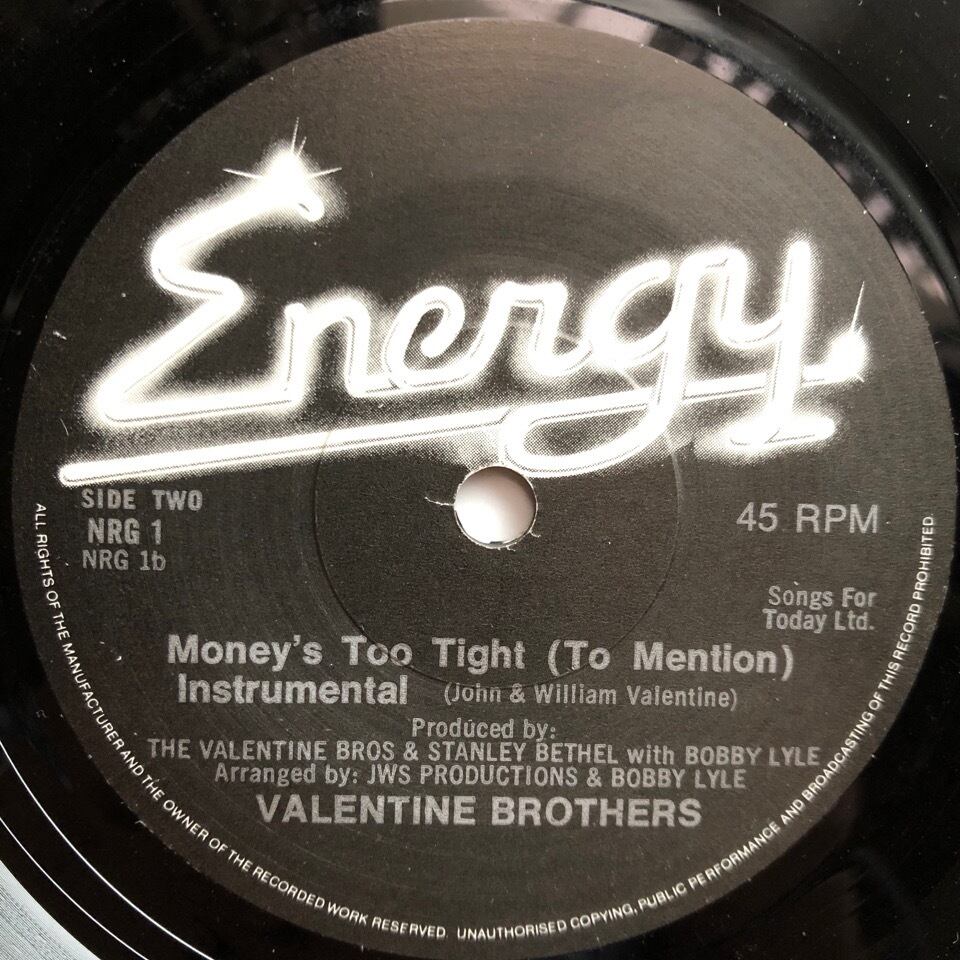 Energy
SIDE TWO
NRG 1
NRG 1b
45 RPM
Songs For
Today Ltd.
Money's Too Tight (To Mention)
Instrumental (John & William Valentine)
Produced by:
THE VALENTINE BROS & STANLEY BETHEL with BOBBY LYLE
Arranged by: JWS PRODUCTIONS & BOBBY LYLE
VALENTINE BROTHERS
ALL RIGHTS OF THE MANUFACTURER AND THE OWNER OF THE RECORDED WORK RESERVED. UNAUTHORISED COPYING, PUBLIC PERFORMANCE AND BROADCASTING OF THIS RECORD PROHIBITED.